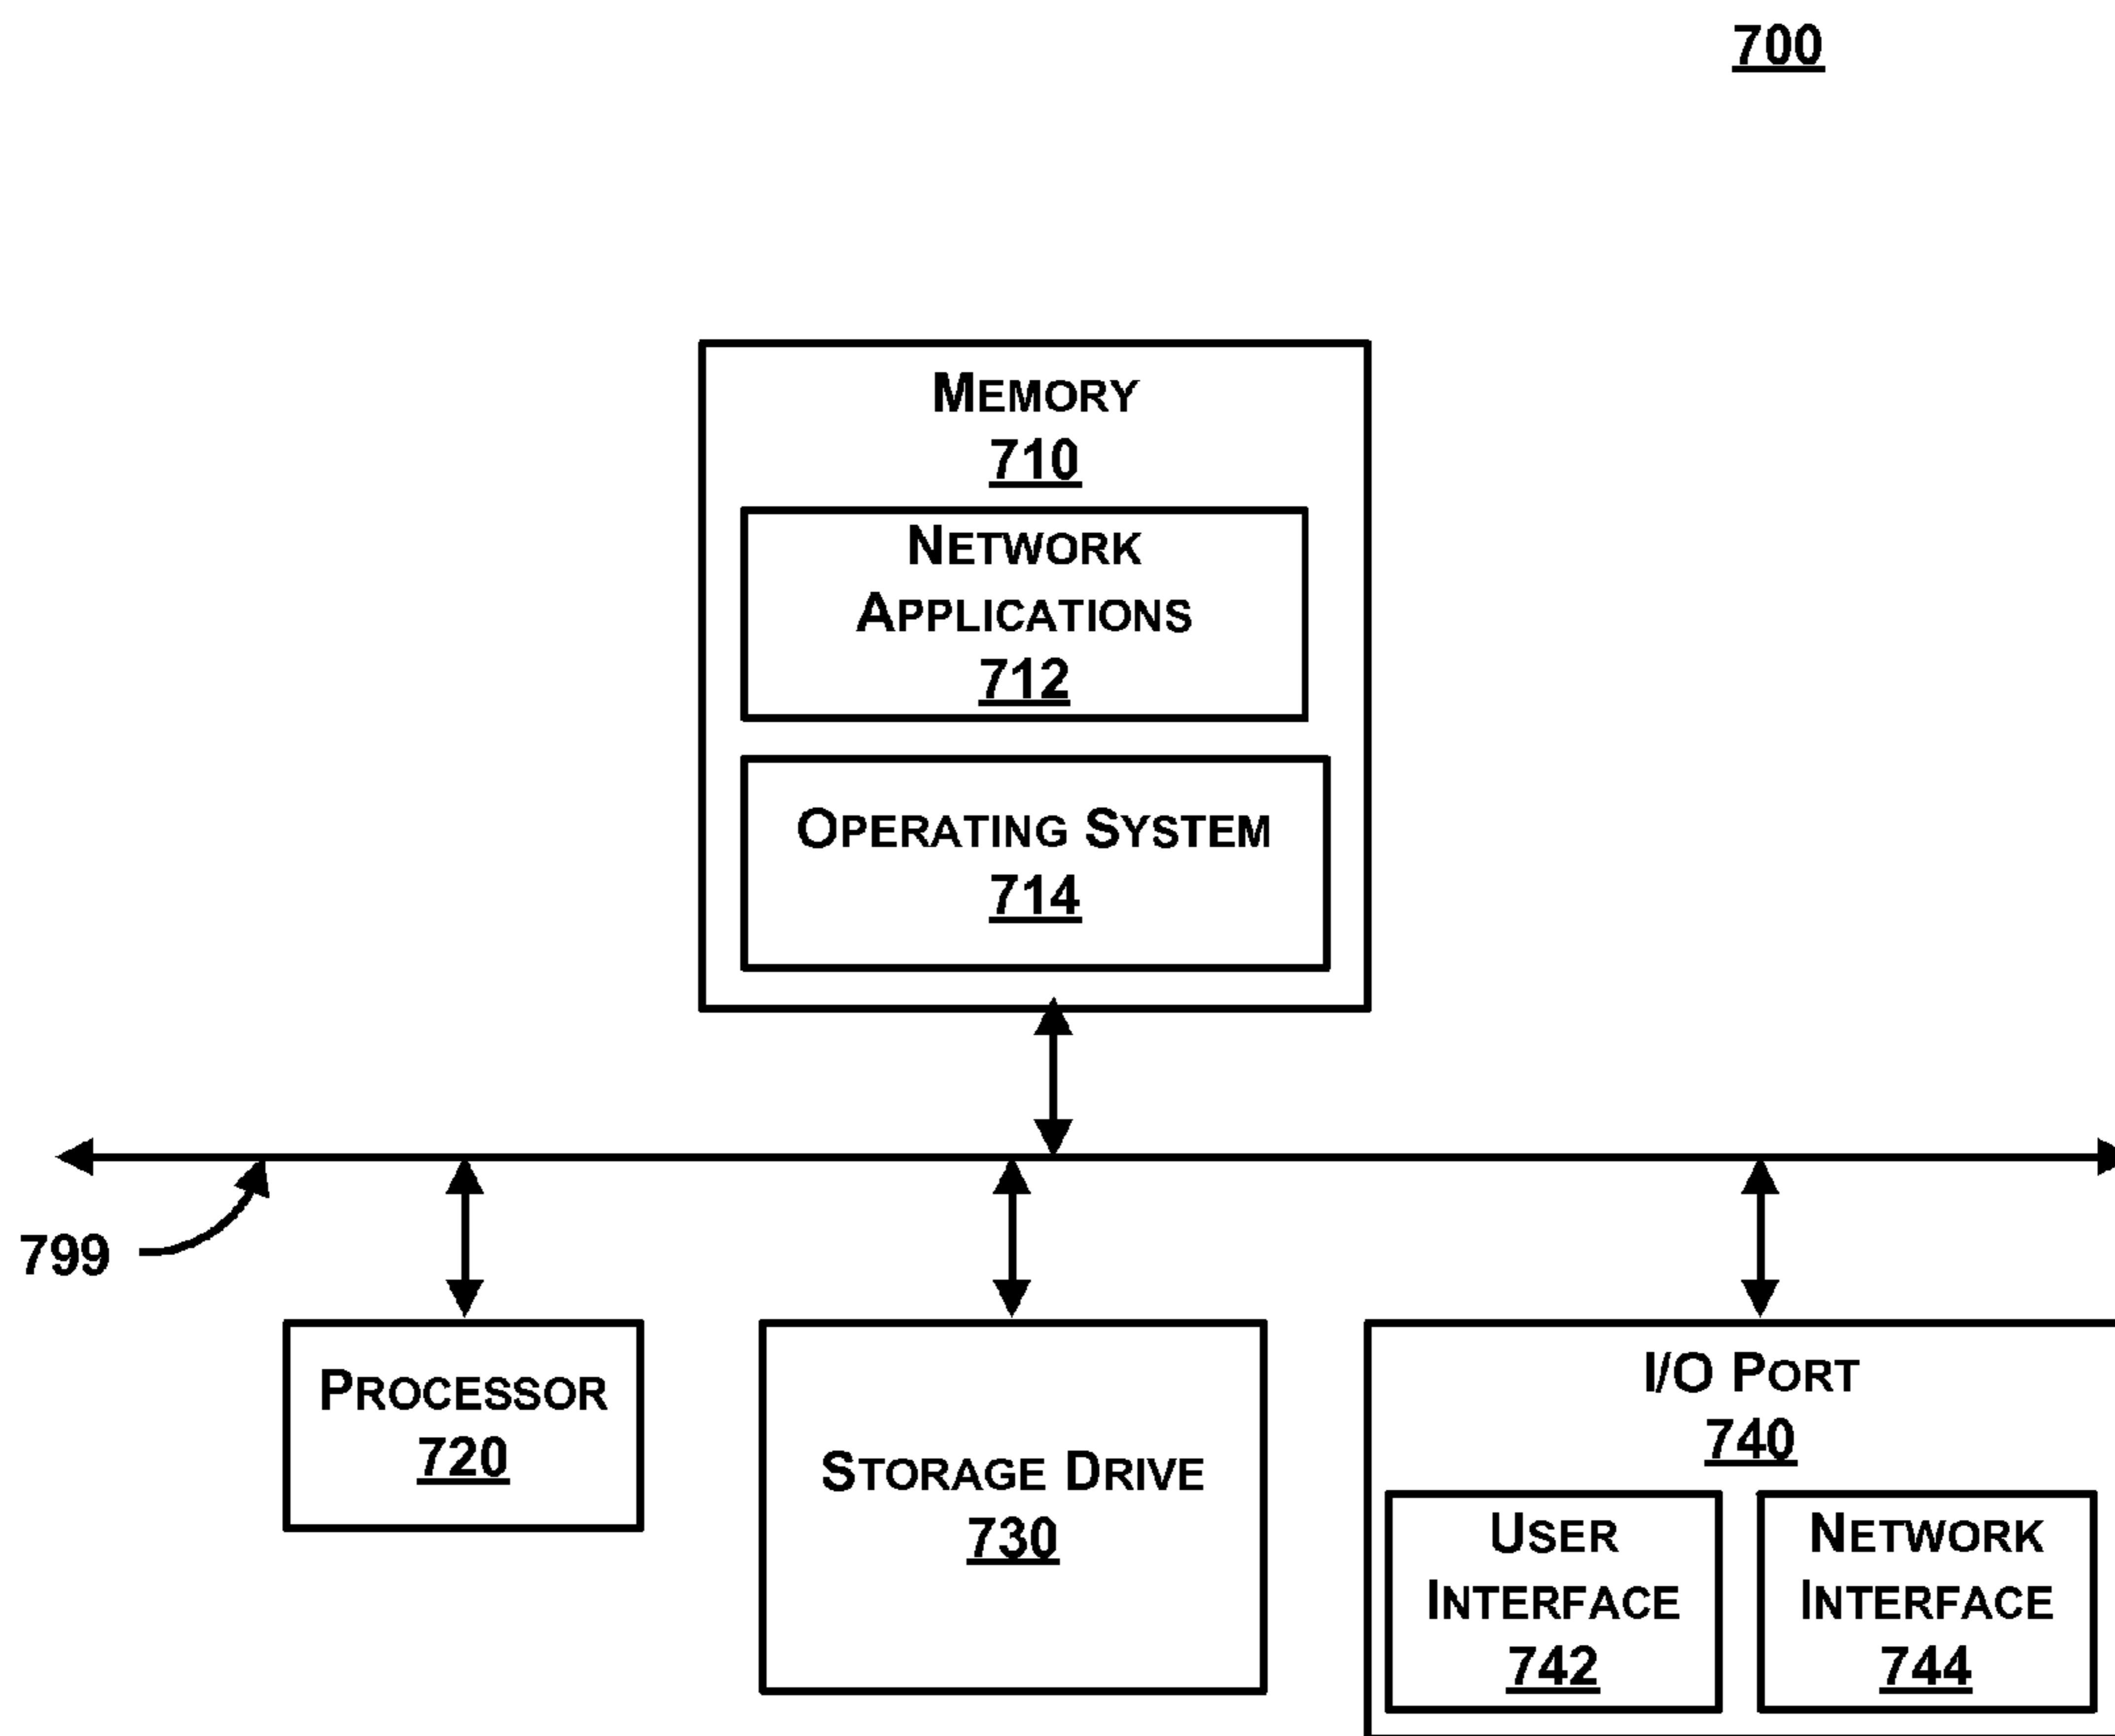 700
MEMORY
710
NETWORK
APPLICATIONS
712
OPERATING SYSTEM
714
799
PROCESSOR
720
STORAGE DRIVE
730
I/O PORT
740
USER
INTERFACE
742
NETWORK
INTERFACE
744